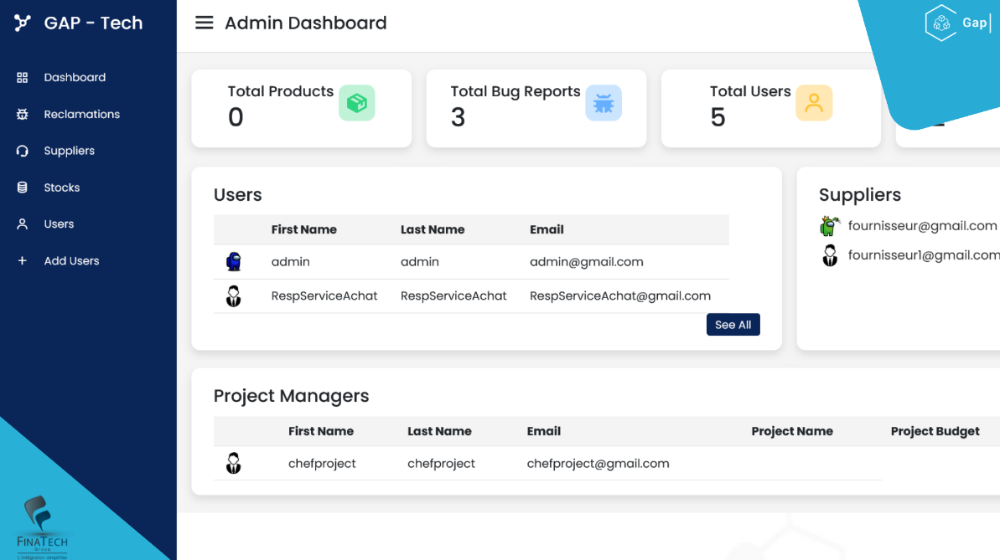 GAP - Tech
Admin Dashboard
Gap
Dashboard
Reclamations
Suppliers
Stocks
Users
Add Users
Total Products
0
Total Bug Reports
3
Total Users
5
Users
First Name Last Name Email
admin admin admin@gmail.com
RespServiceAchat RespServiceAchat RespServiceAchat@gmail.com
See All
Suppliers
fournisseur@gmail.com
fournisseur1@gmail.com
Project Managers
First Name Last Name Email Project Name Project Budget
chefproject chefproject chefproject@gmail.com
FINATECH
Group
L'intégration simplifiée